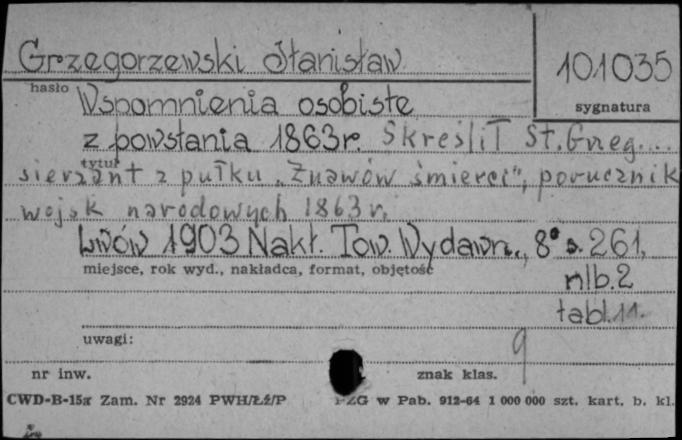 Grzegorzewski Stanisław
101035
hasło
sygnatura
Wspomnienia osobiste
z powstania 1863 r. Skreślił St. Grzeg....
tytuł
sierżant z pułku „Żuawów śmierci", porucznik
wojsk narodowych 1863 r.
Lwów 1903 Nakł. Tow. Wydawn., 8° s. 261,
miejsce, rok wyd., nakładca, format, objętość
nlb. 2
tabl. 11.
uwagi:
9
nr inw.
znak klas.
CWD-B-15a Zam. Nr 2924 PWH/Łź/P
PZG w Pab. 912-64 1 000 000 szt. kart. b. kl.